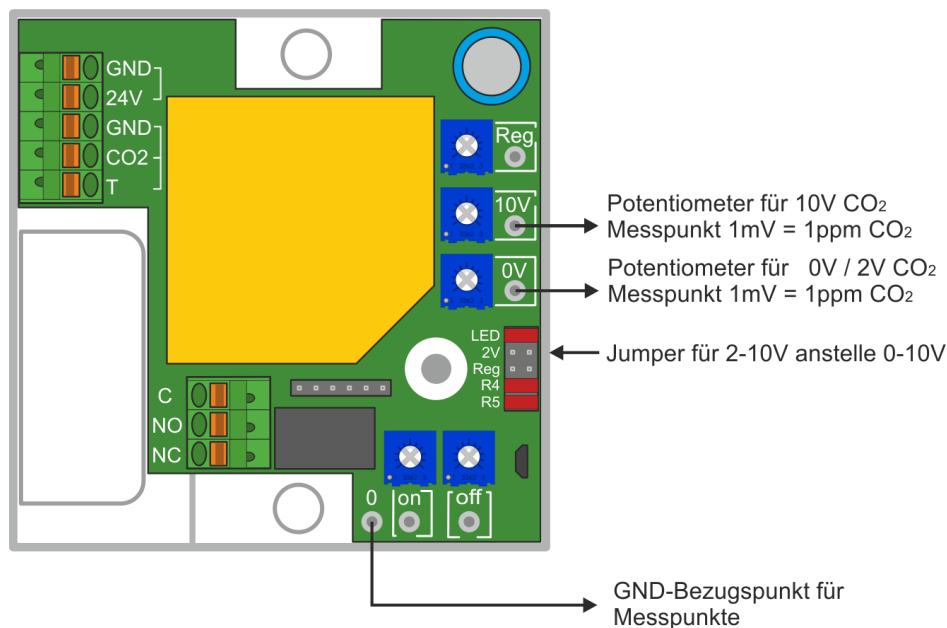 GND
24V
GND
CO2
T
Reg
10V
0V
Potentiometer für 10V CO2
Messpunkt 1mV = 1ppm CO2
Potentiometer für 0V / 2V CO2
Messpunkt 1mV = 1ppm CO2
LED
2V
Reg
R4
R5
Jumper für 2-10V anstelle 0-10V
C
NO
NC
0
on
off
GND-Bezugspunkt für
Messpunkte